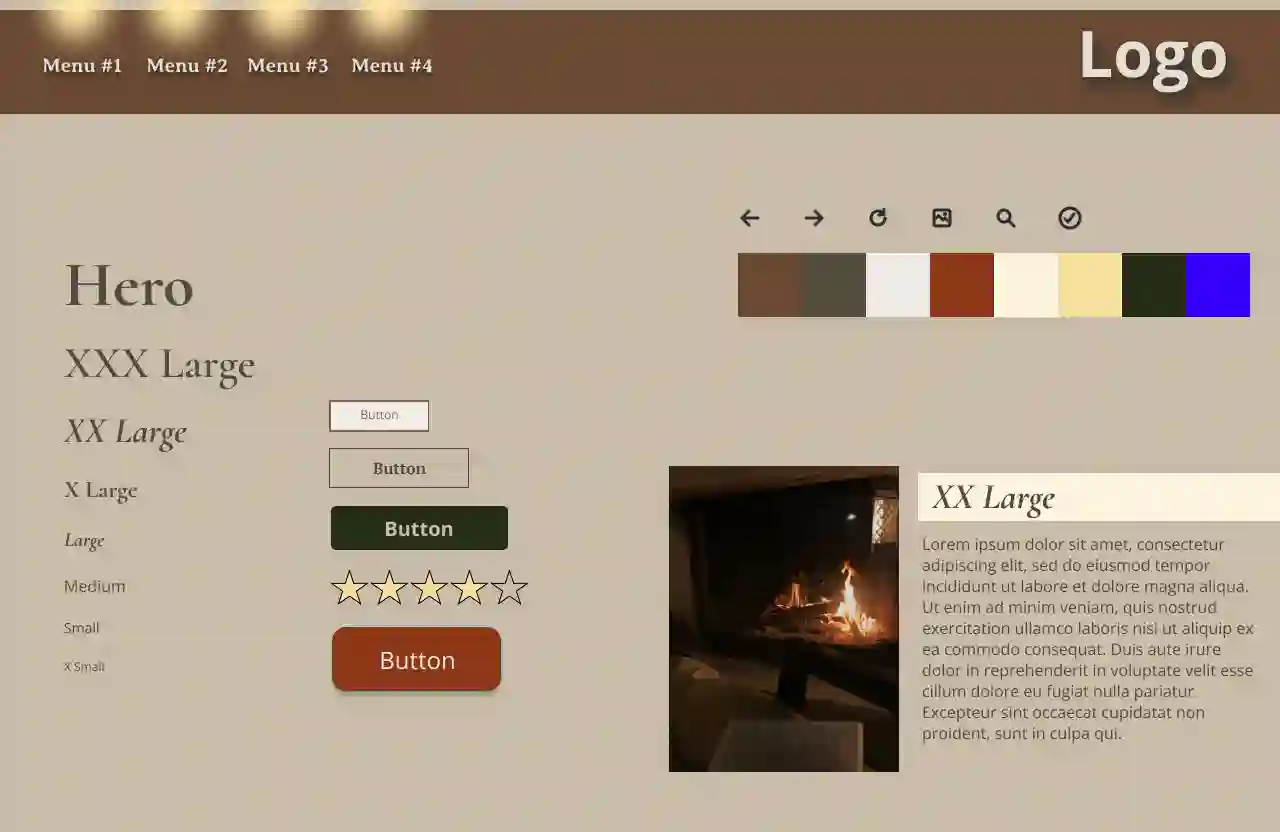 Menu #1 Menu #2 Menu #3 Menu #4
Logo
Hero
XXX Large
XX Large
X Large
Large
Medium
Small
X Small
Button
Button
Button
Button
XX Large
Lorem ipsum dolor sit amet, consectetur
adipiscing elit, sed do eiusmod tempor
incididunt ut labore et dolore magna aliqua.
Ut enim ad minim veniam, quis nostrud
exercitation ullamco laboris nisi ut aliquip ex
ea commodo consequat. Duis aute irure
dolor in reprehenderit in voluptate velit esse
cillum dolore eu fugiat nulla pariatur.
Excepteur sint occaecat cupidatat non
proident, sunt in culpa qui.